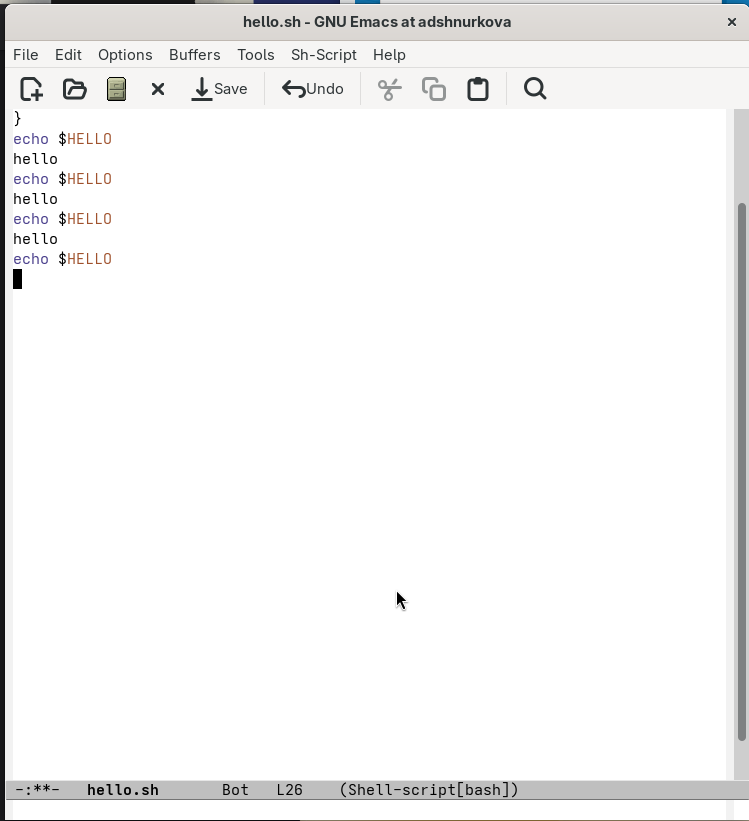 hello.sh - GNU Emacs at adshnurkova
File Edit Options Buffers Tools Sh-Script Help
Save Undo
}
echo $HELLO
hello
echo $HELLO
hello
echo $HELLO
hello
echo $HELLO
-:**- hello.sh Bot L26 (Shell-script[bash])